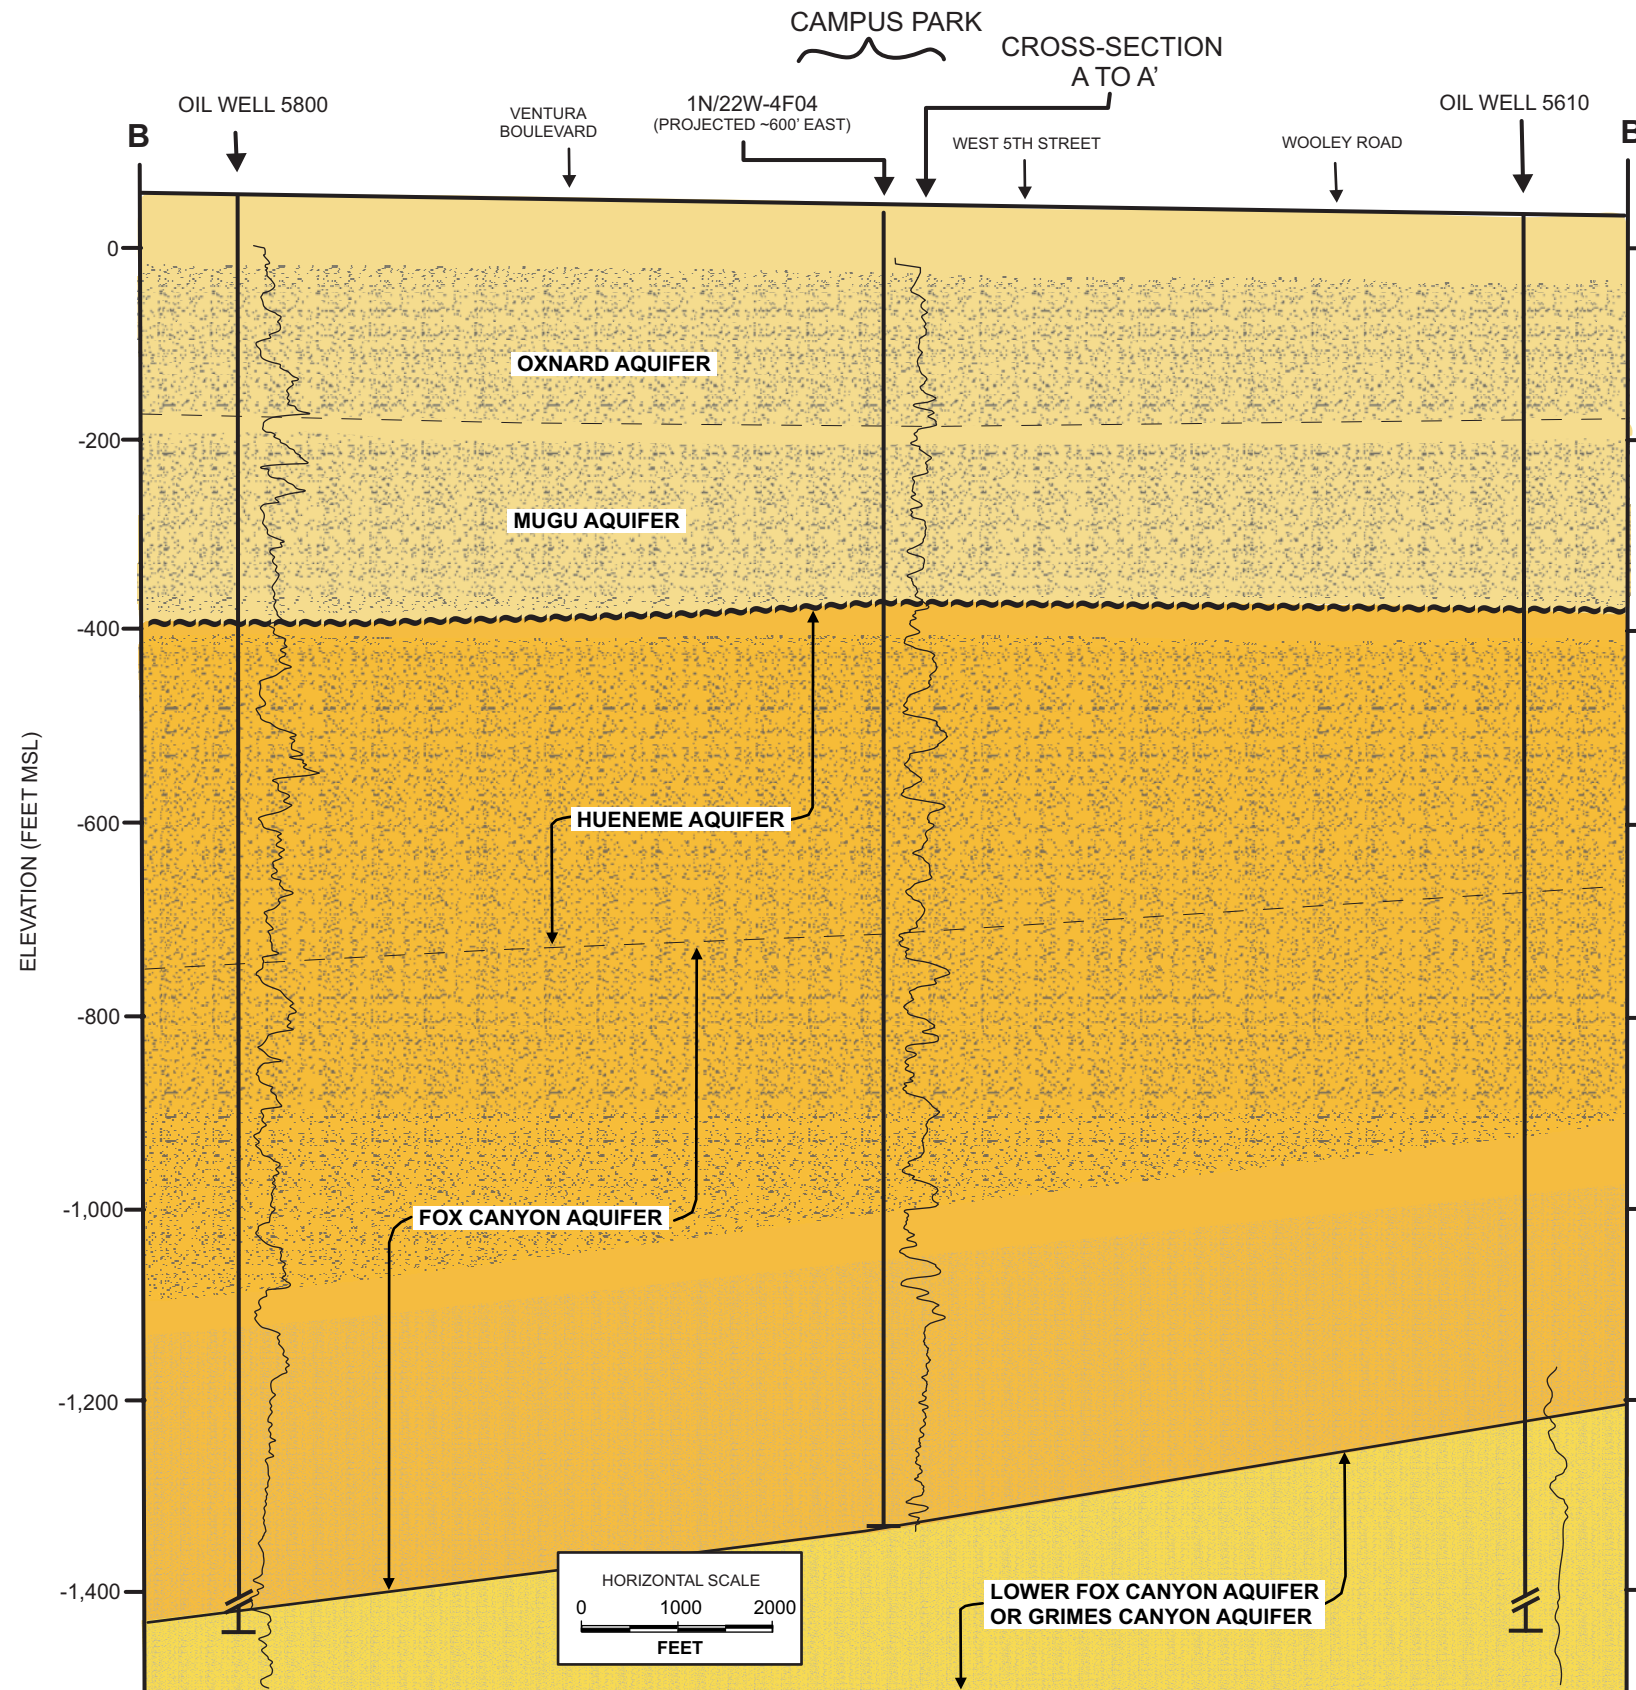 CAMPUS PARK
CROSS-SECTION
A TO A'
OIL WELL 5800
VENTURA
BOULEVARD
1N/22W-4F04
(PROJECTED ~600' EAST)
WEST 5TH STREET
WOOLEY ROAD
OIL WELL 5610
B
B
0
-200
-400
-600
-800
-1,000
-1,200
-1,400
ELEVATION (FEET MSL)
OXNARD AQUIFER
MUGU AQUIFER
HUENEME AQUIFER
FOX CANYON AQUIFER
LOWER FOX CANYON AQUIFER
OR GRIMES CANYON AQUIFER
HORIZONTAL SCALE
0 1000 2000
FEET